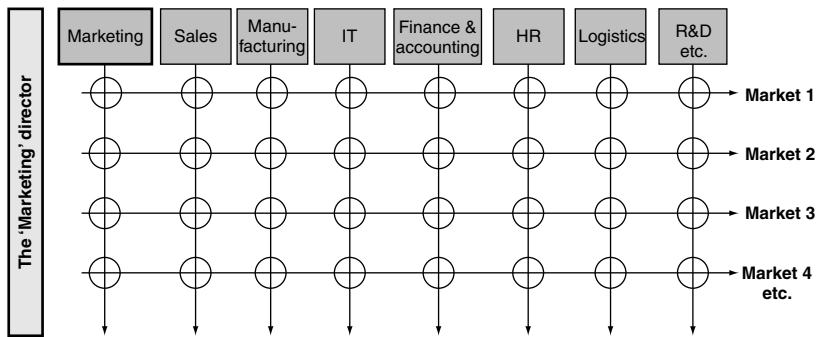 Marketing
Sales
Manu-
facturing
IT
Finance &
accounting
HR
Logistics
R&D
etc.
The ‘Marketing’ director
Market 1
Market 2
Market 3
Market 4
etc.